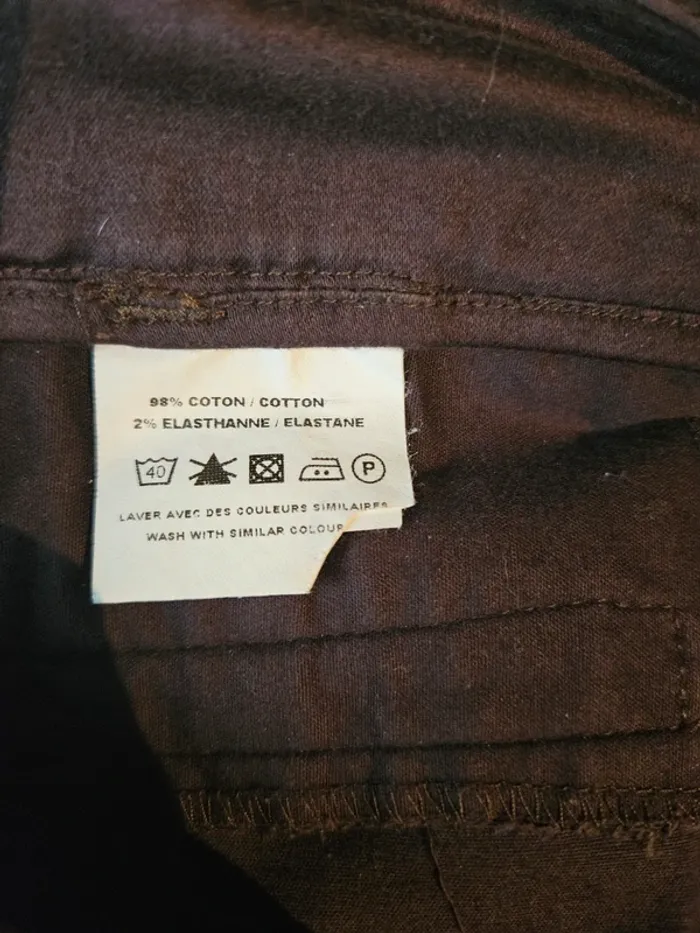 98% COTON / COTTON
2% ELASTHANNE / ELASTANE
40 P
LAVER AVEC DES COULEURS SIMILAIRES
WASH WITH SIMILAR COLOUR